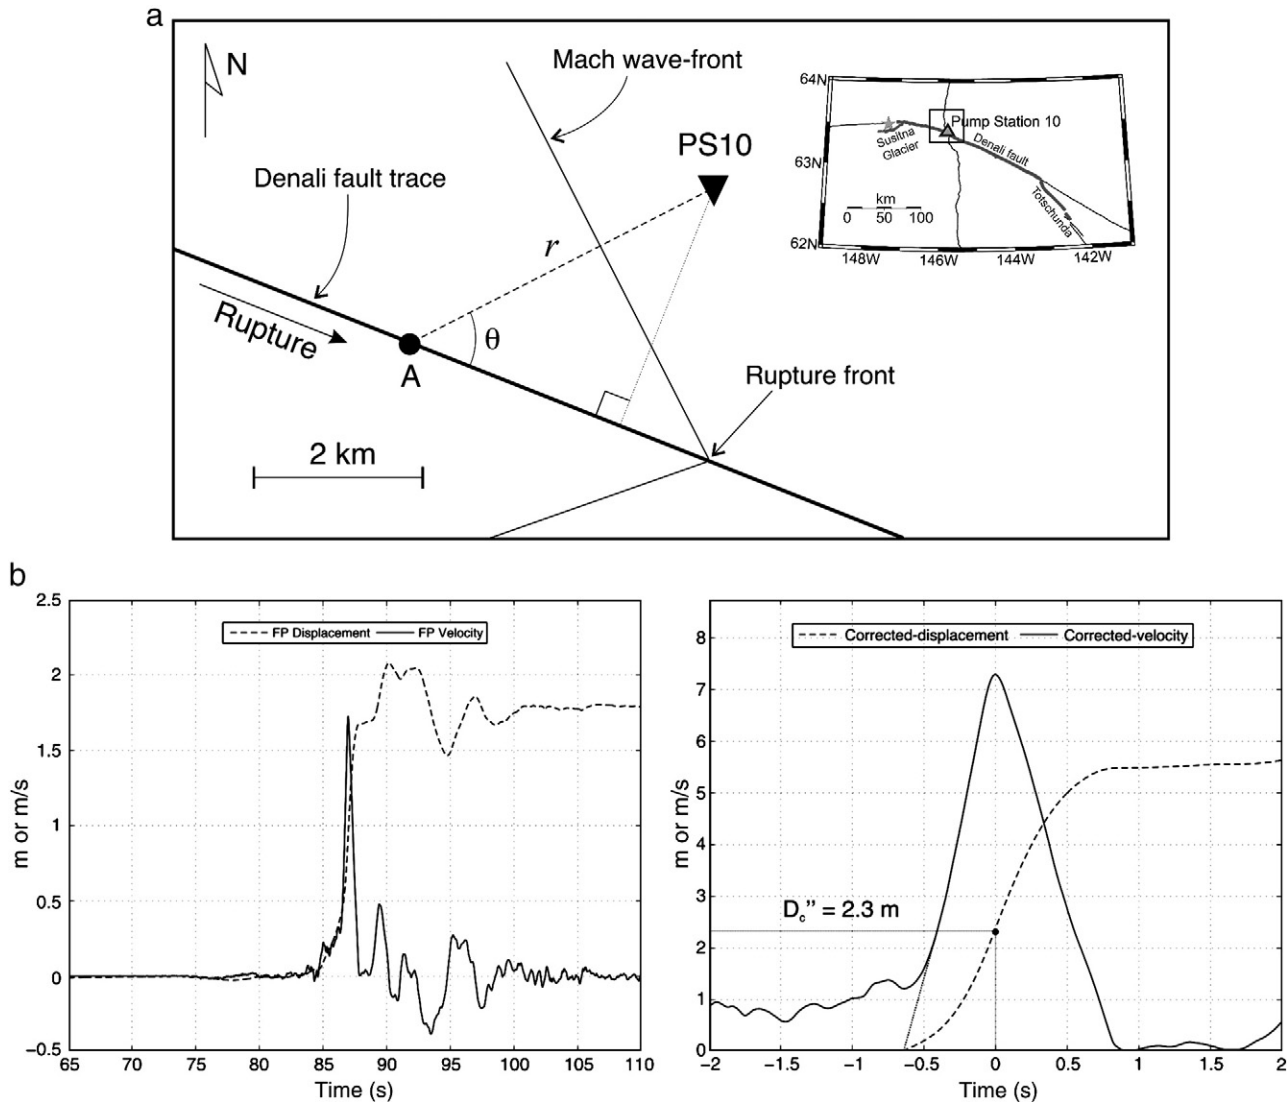 a
N
Mach wave-front
PS10
Denali fault trace
r
Rupture
θ
A
Rupture front
2 km
64N
63N
62N
Pump Station 10
Susitna
Glacier
Denali fault
Totschunda
km
0 50 100
148W 146W 144W 142W
b
2.5
2
1.5
1
0.5
0
−0.5
m or m/s
FP Displacement FP Velocity
65 70 75 80 85 90 95 100 105 110
Time (s)
8
7
6
5
4
3
2
1
0
m or m/s
Corrected-displacement Corrected-velocity
Dc'' = 2.3 m
−2 −1.5 −1 −0.5 0 0.5 1 1.5 2
Time (s)